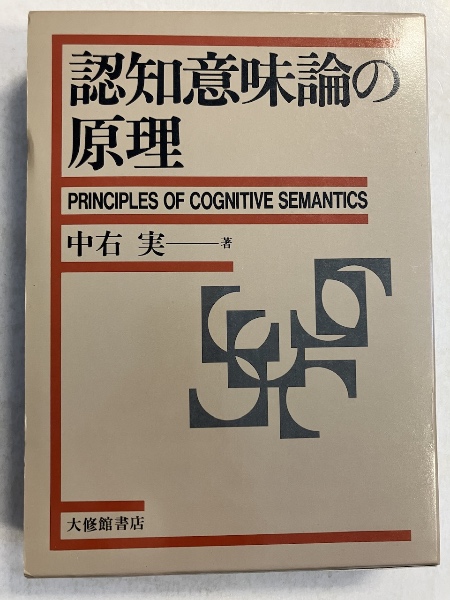 認知意味論の
原理
PRINCIPLES OF COGNITIVE SEMANTICS
中右 実——著
大修館書店